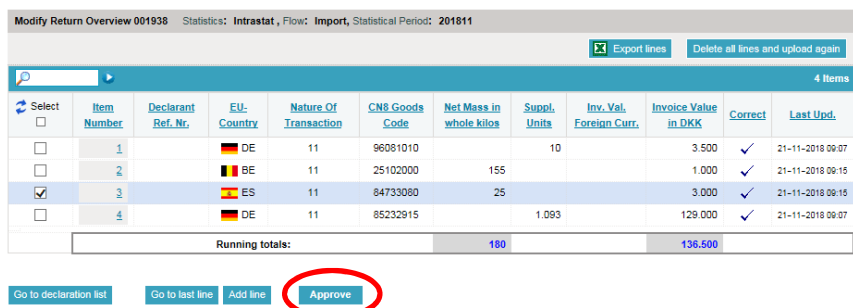 Modify Return Overview 001938 Statistics: Intrastat , Flow: Import, Statistical Period: 201811
Export lines Delete all lines and upload again
4 Items
Select Item Number Declarant Ref. Nr. EU-Country Nature Of Transaction CN8 Goods Code Net Mass in whole kilos Suppl. Units Inv. Val. Foreign Curr. Invoice Value in DKK Correct Last Upd.
1 DE 11 96081010 10 3.500 21-11-2018 09:07
2 BE 11 25102000 155 1.000 21-11-2018 09:15
3 ES 11 84733080 25 3.000 21-11-2018 09:15
4 DE 11 85232915 1.093 129.000 21-11-2018 09:07
Running totals: 180 136.500
Go to declaration list Go to last line Add line Approve